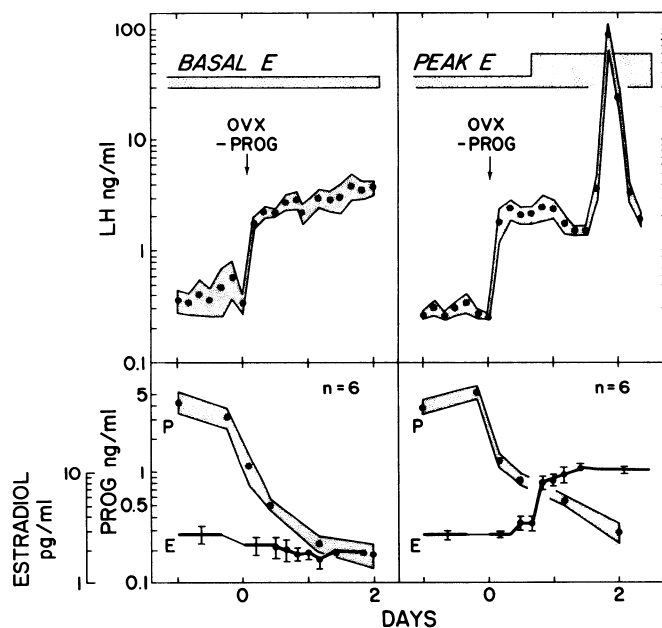 100
10
1
0.1
LH ng/ml
BASAL E
PEAK E
OVX
-PROG
OVX
-PROG
5
1
0.5
0.1
PROG ng/ml
10
1
ESTRADIOL
pg/ml
n=6
n=6
P
E
P
E
0
2
0
2
DAYS